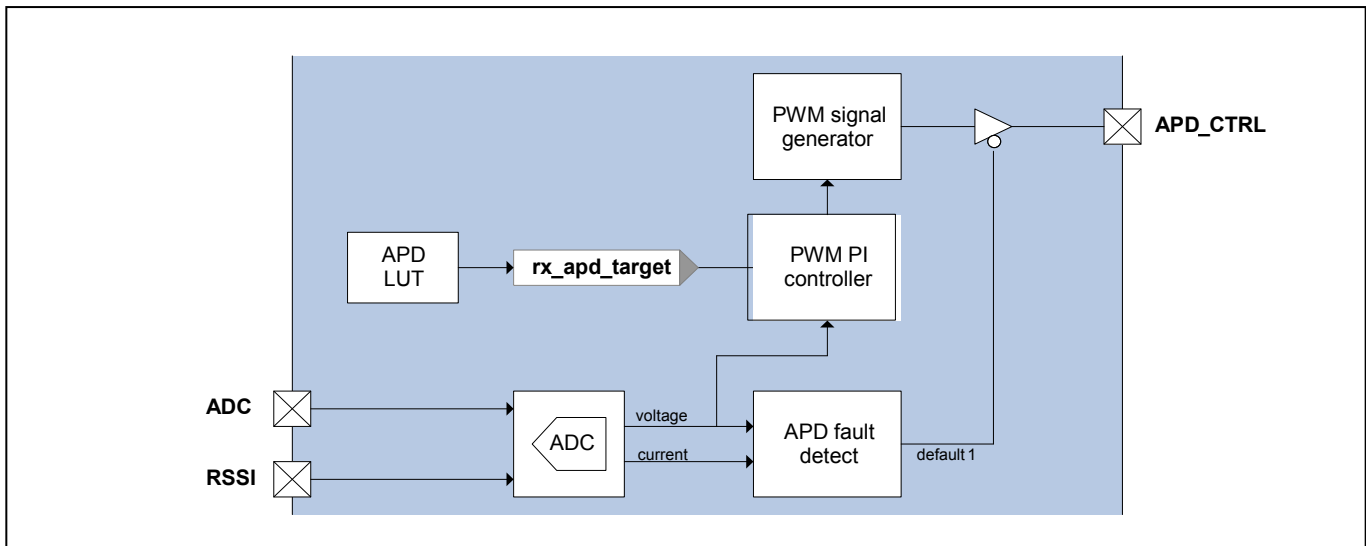 PWM signal
generator
APD_CTRL
APD
LUT
rx_apd_target
PWM PI
controller
ADC
voltage
ADC
APD fault
detect
current
default 1
RSSI